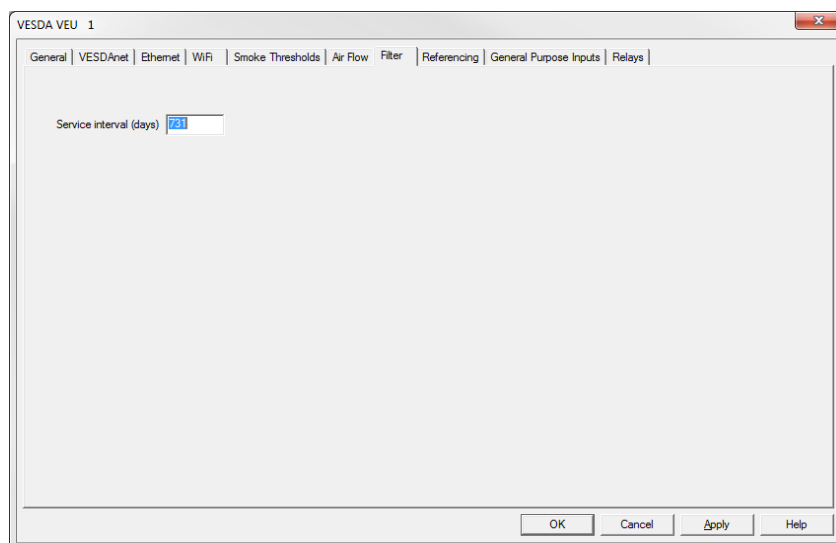 VESDA VEU 1
General VESDAnet Ethernet WiFi Smoke Thresholds Air Flow Filter Referencing General Purpose Inputs Relays
Service interval (days) 731
OK Cancel Apply Help